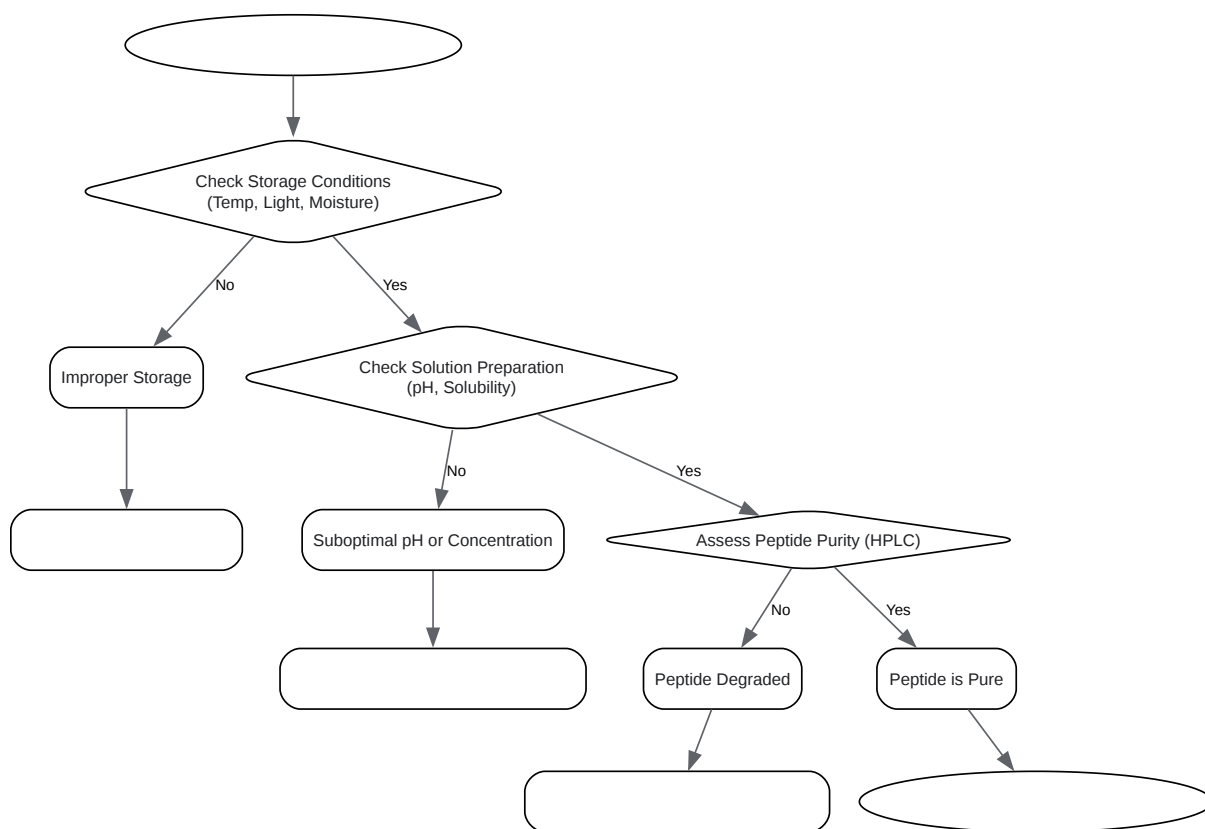 Check Storage Conditions
(Temp, Light, Moisture)
No
Yes
Improper Storage
Check Solution Preparation
(pH, Solubility)
No
Yes
Suboptimal pH or Concentration
Assess Peptide Purity (HPLC)
No
Yes
Peptide Degraded
Peptide is Pure